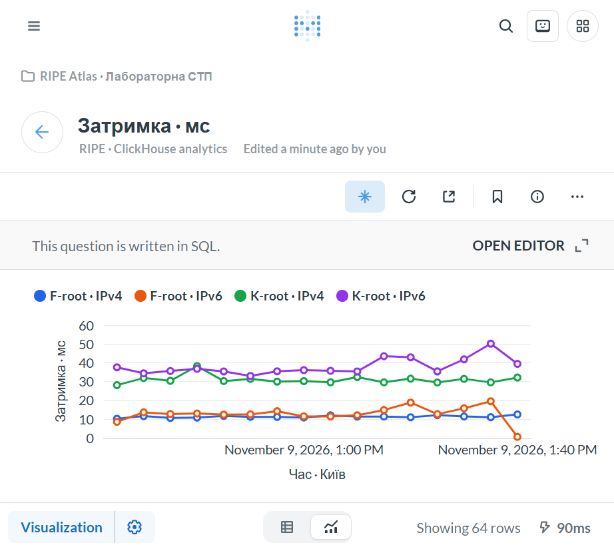 RIPE Atlas · Лабораторна СТП
Затримка · мс
RIPE · ClickHouse analytics Edited a minute ago by you
This question is written in SQL. OPEN EDITOR
F-root · IPv4 F-root · IPv6 K-root · IPv4 K-root · IPv6
Затримка · мс
60
50
40
30
20
10
0
November 9, 2026, 1:00 PM November 9, 2026, 1:40 PM
Час · Київ
Visualization Showing 64 rows 90ms